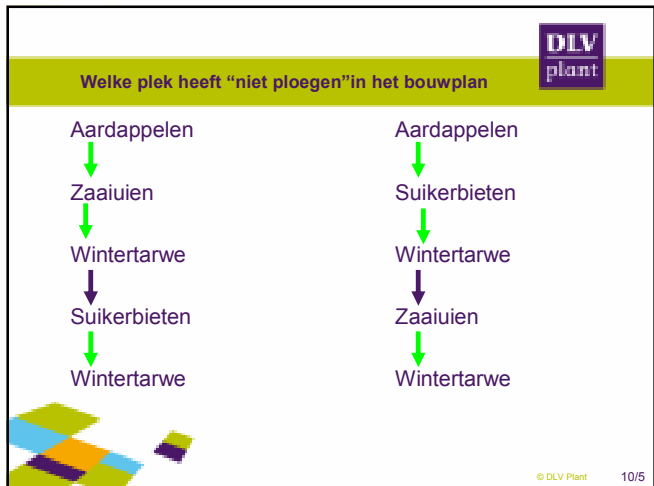 DLV
plant
Welke plek heeft “niet ploegen”in het bouwplan
Aardappelen
Zaaiuien
Wintertarwe
Suikerbieten
Wintertarwe
Aardappelen
Suikerbieten
Wintertarwe
Zaaiuien
Wintertarwe
© DLV Plant 10/5